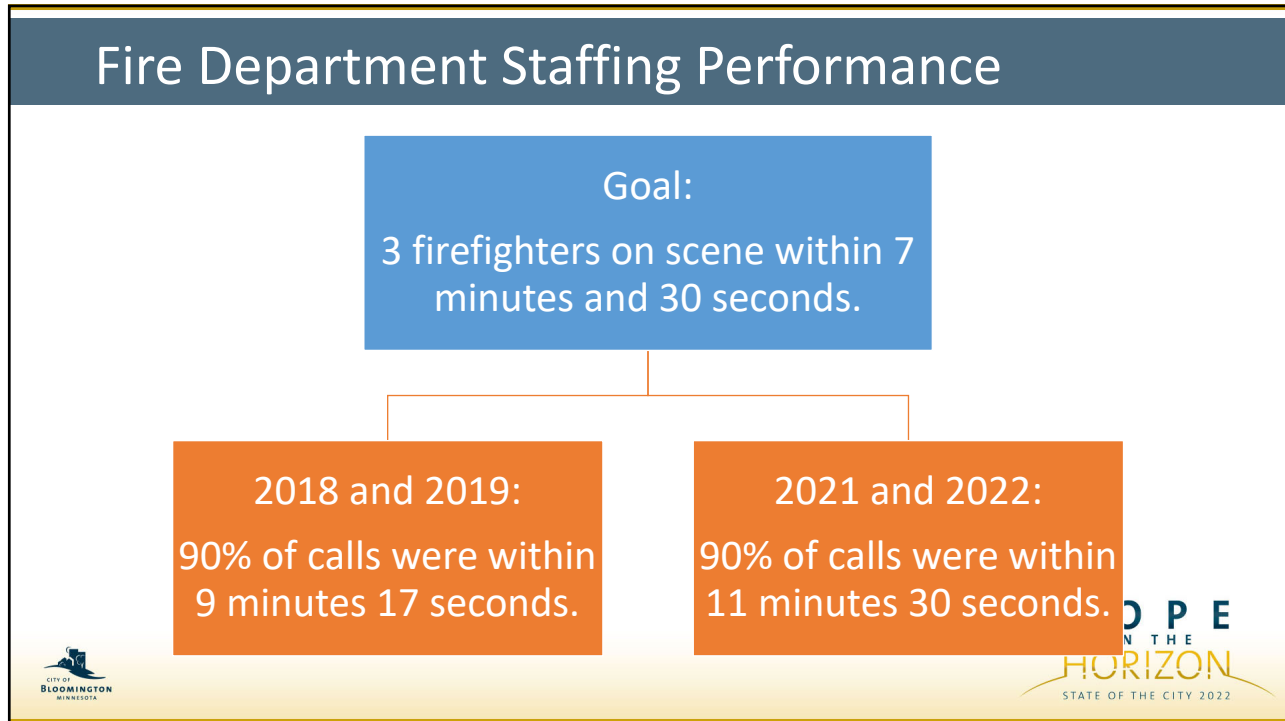 Fire Department Staffing Performance
Goal:
3 firefighters on scene within 7
minutes and 30 seconds.
2018 and 2019:
90% of calls were within
9 minutes 17 seconds.
2021 and 2022:
90% of calls were within
11 minutes 30 seconds.
CITY OF
BLOOMINGTON
MINNESOTA
OPE
N THE
HORIZON
STATE OF THE CITY 2022